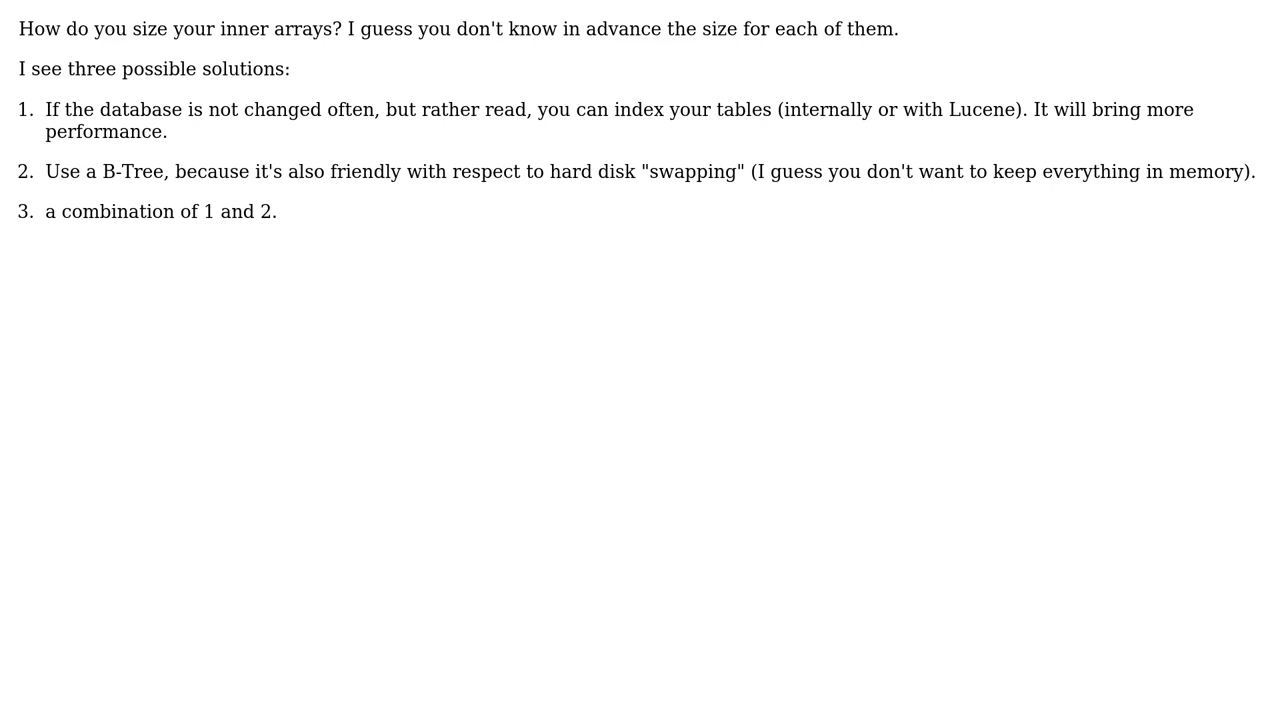 How do you size your inner arrays? I guess you don't know in advance the size for each of them.
I see three possible solutions:
1. If the database is not changed often, but rather read, you can index your tables (internally or with Lucene). It will bring more
performance.
2. Use a B-Tree, because it's also friendly with respect to hard disk "swapping" (I guess you don't want to keep everything in memory).
3. a combination of 1 and 2.